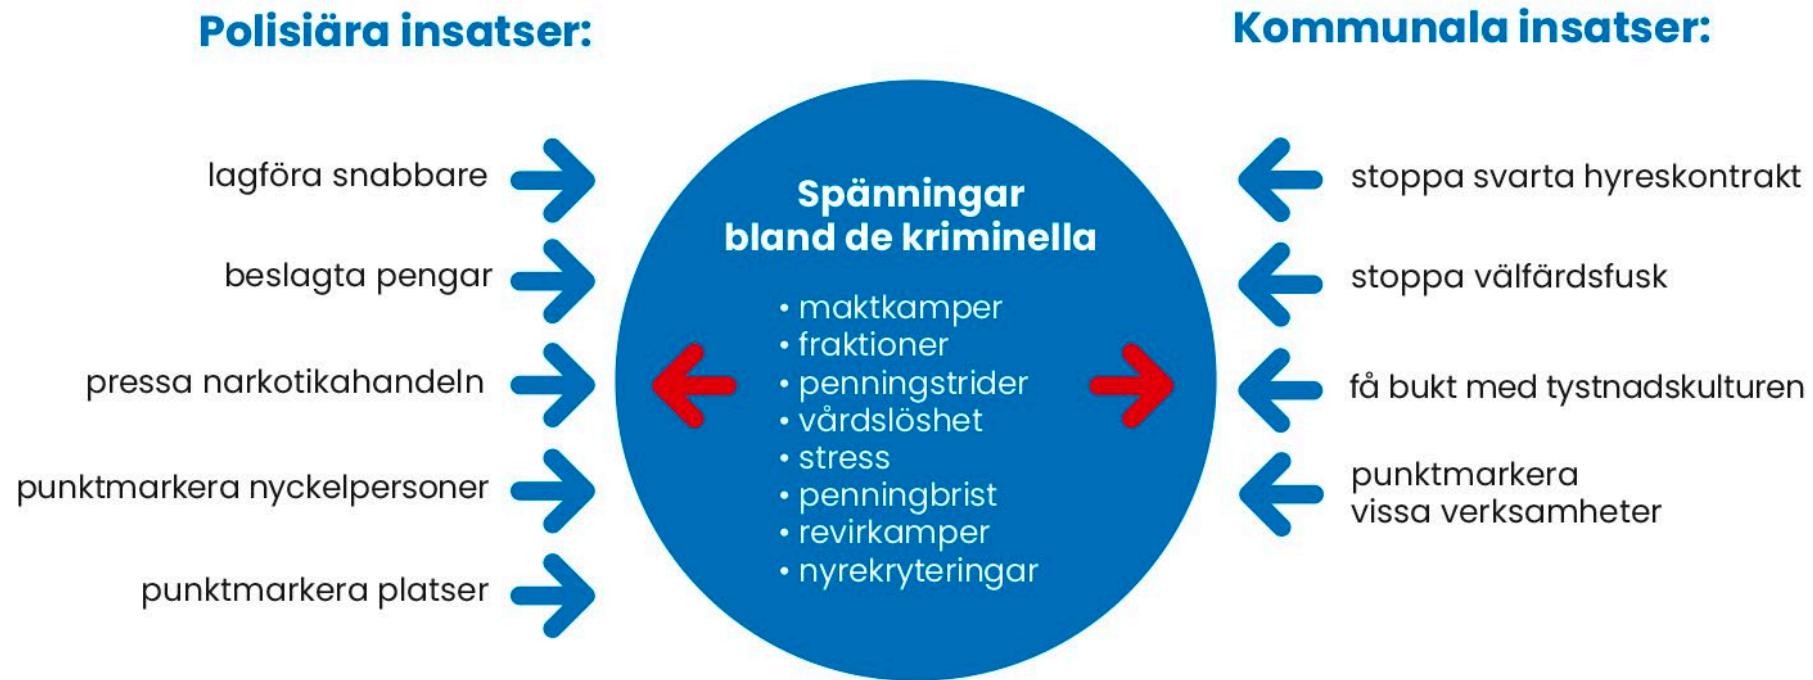 Polisiära insatser:
lagföra snabbare
beslagta pengar
pressa narkotikahandeln
punktmarkera nyckelpersoner
punktmarkera platser
Spänningar
bland de kriminella
• maktkamper
• fraktioner
• penningstrider
• vårdslöshet
• stress
• penningbrist
• revirkamper
• nyrekryteringar
Kommunala insatser:
stoppa svarta hyreskontrakt
stoppa välfärdsfusk
få bukt med tystnadskulturen
punktmarkera
vissa verksamheter